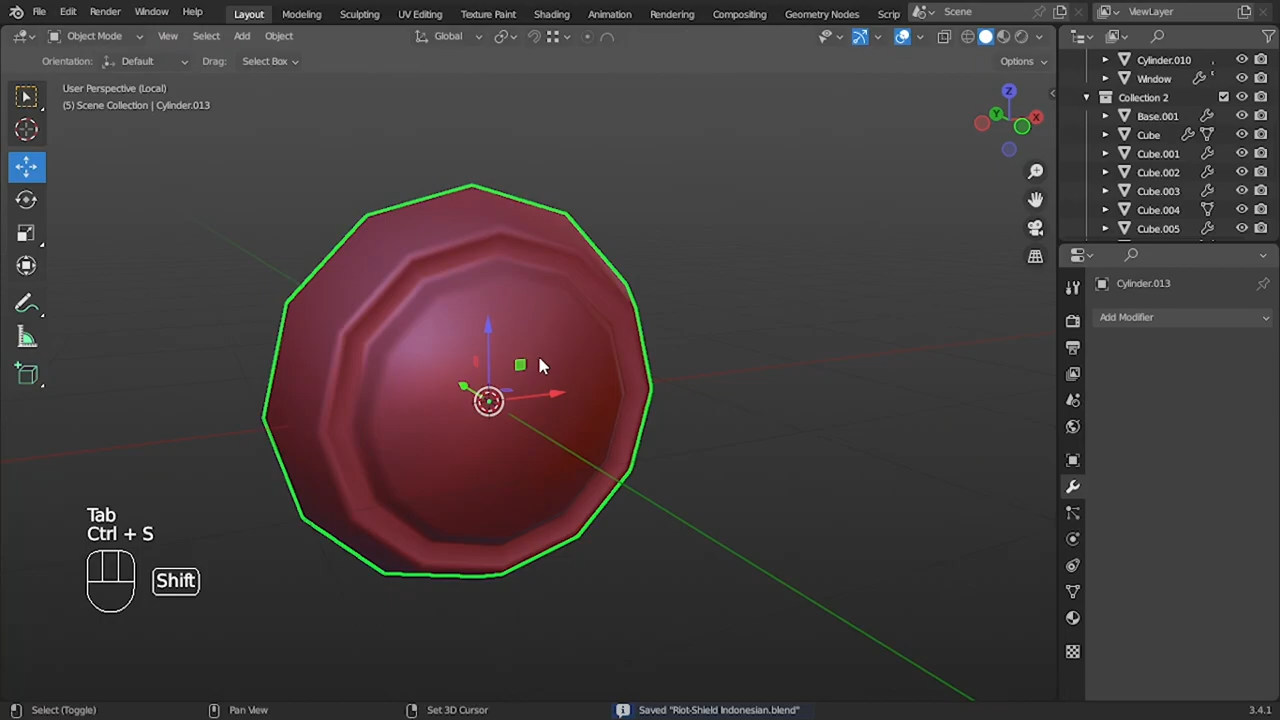 File Edit Render Window Help Layout Modeling Sculpting UV Editing Texture Paint Shading Animation Rendering Compositing Geometry Nodes Scrip Scene ViewLayer
Object Mode View Select Add Object Global
Orientation: Default Drag: Select Box Options
User Perspective (Local)
(5) Scene Collection | Cylinder.013
Z
Y
X
Cylinder.010
Window
Collection 2
Base.001
Cube
Cube.001
Cube.002
Cube.003
Cube.004
Cube.005
Cylinder.013
Add Modifier
Tab
Ctrl + S
Shift
Select (Toggle) Pan View Set 3D Cursor Saved "Riot-Shield Indonesian.blend" 3.4.1